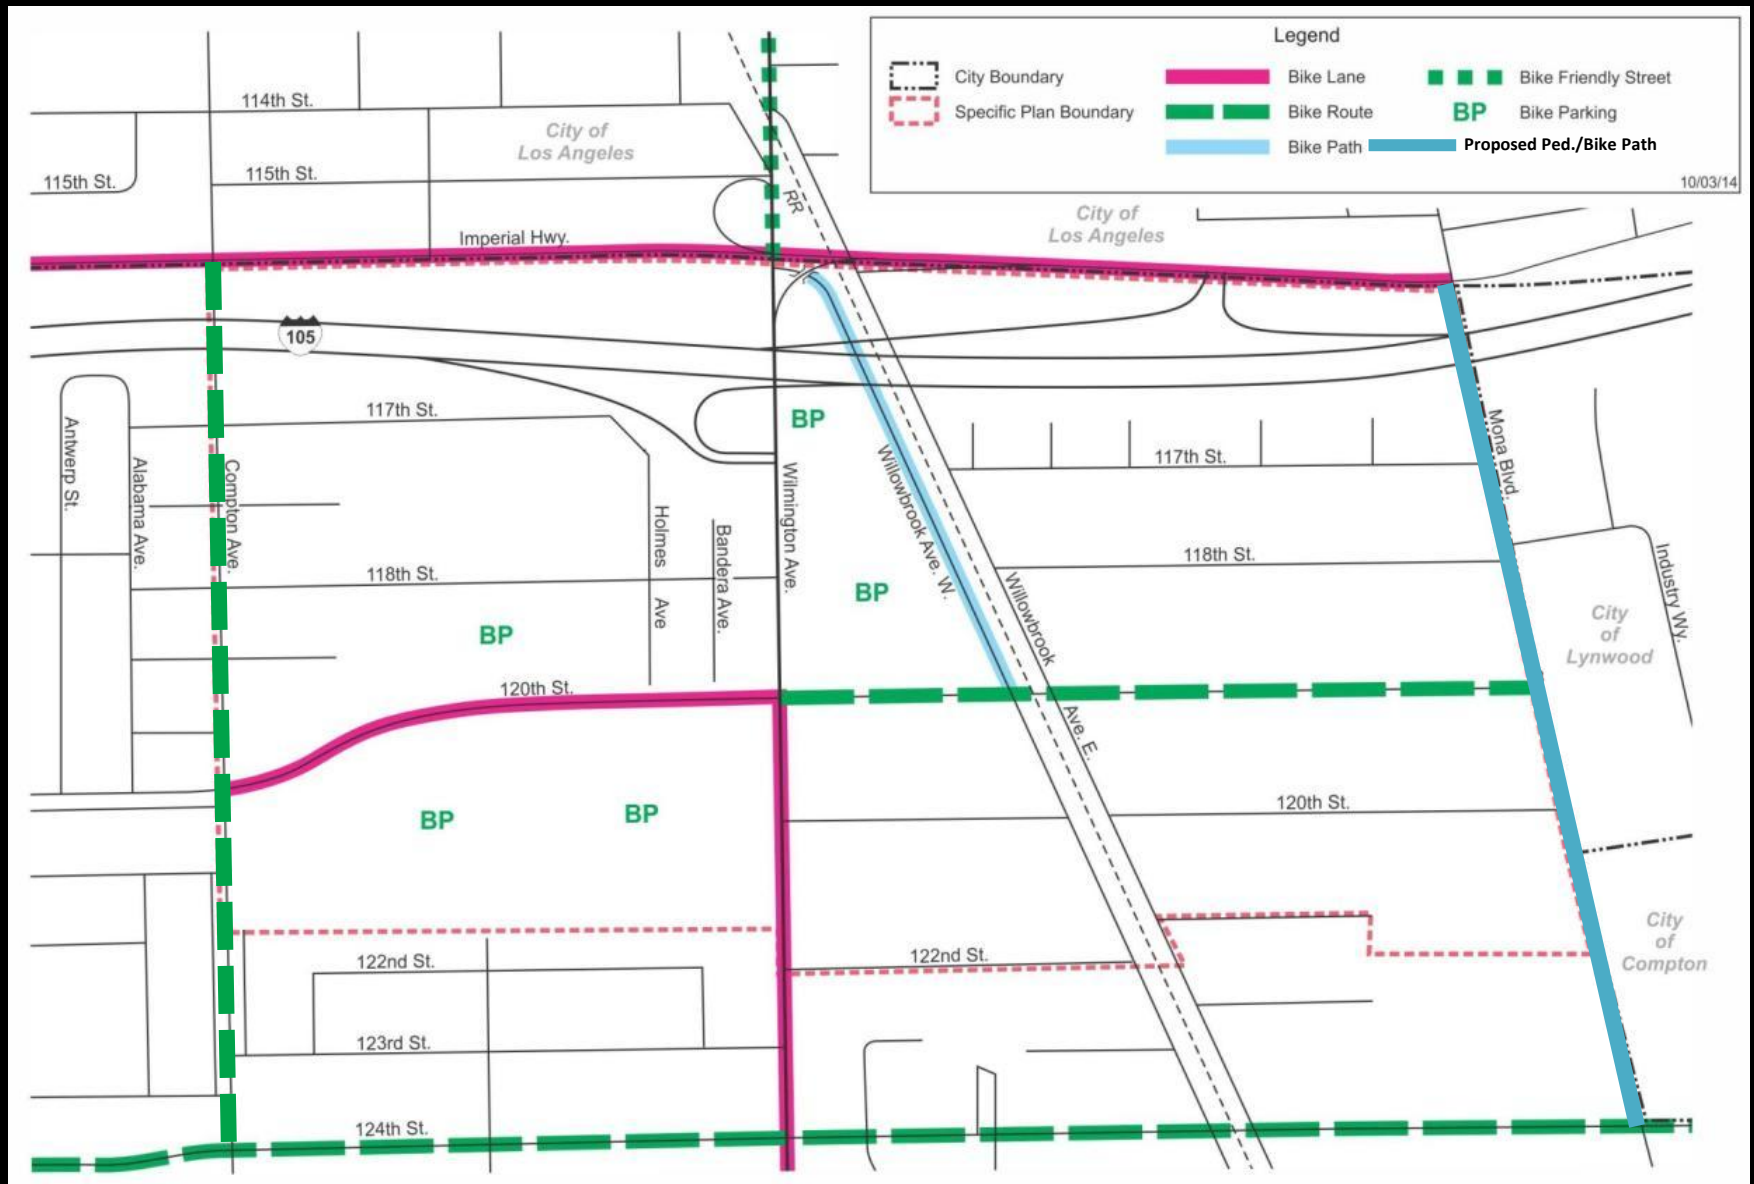 Legend
City Boundary
Specific Plan Boundary
Bike Lane
Bike Route
Bike Path
Bike Friendly Street
BP Bike Parking
Proposed Ped./Bike Path
10/03/14
114th St.
City of
Los Angeles
115th St.
115th St.
RR
Imperial Hwy.
City of
Los Angeles
105
117th St.
BP
Antwerp St.
Alabama Ave.
Compton Ave.
Holmes
Ave
Bandera Ave.
Wilmington Ave.
Willowbrook Ave. W.
117th St.
Mona Blvd.
118th St.
118th St.
BP
BP
Willowbrook
Ave. E.
Industry Wy.
City
of
Lynwood
120th St.
120th St.
BP
BP
122nd St.
122nd St.
City
of
Compton
123rd St.
124th St.